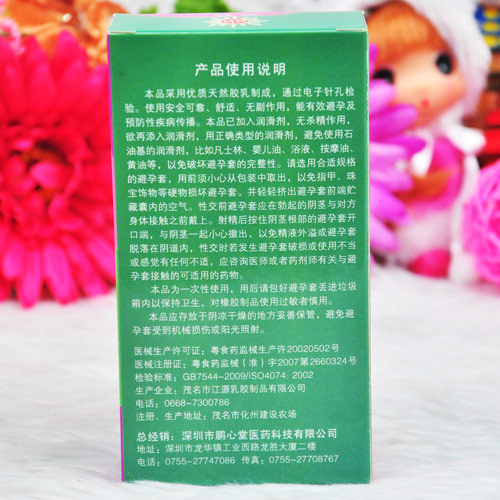 产品使用说明
本品采用优质天然胶乳制成，通过电子针孔检
验。使用安全可靠、舒适、无副作用，能有效避孕及
预防性疾病传播。本品已加入润滑剂，无杀精作用，
欲再添入润滑剂，用正确类型的润滑剂，避免使用石
油基的润滑剂，比如凡士林、婴儿油、浴液、按摩油、
黄油等，以免破坏避孕套的完整性。请选用合适规格
的避孕套，用前须小心从包装中取出，以免指甲、珠
宝饰物等硬物损坏避孕套。并轻轻挤出避孕套前端贮
藏囊内的空气。性交前避孕套应在勃起的阴茎与对方
身体接触之前戴上。射精后按住阴茎根部的避孕套开
口端，与阴茎一起小心撤出，以免精液外溢或避孕套
脱落在阴道内，性交时若发生避孕套破损或使用不当
或感觉有任何不适，应咨询医师或者药剂师有关与避
孕套接触的可适用的药物。
本品为一次性使用，用后请包好避孕套丢进垃圾
箱内以保持卫生，对橡胶制品使用过敏者慎用。
本品应存放于阴凉干燥的地方妥善保管，避免避
孕套受到机械损伤或阳光照射。
医械生产许可证：粤食药监械生产许20020502号
医械注册证：粤食药监械（准）字2007第2660324号
检验标准：GB7544-2009/ISO4074：2002
生产企业：茂名市江源乳胶制品有限公司
电话：0668-7300786
注册、生产地址：茂名市化州建设农场
总经销：深圳市鹏心堂医药科技有限公司
地址：深圳市龙华镇工业西路龙胜大厦二楼
电话：0755-27747086 传真：0755-27708767